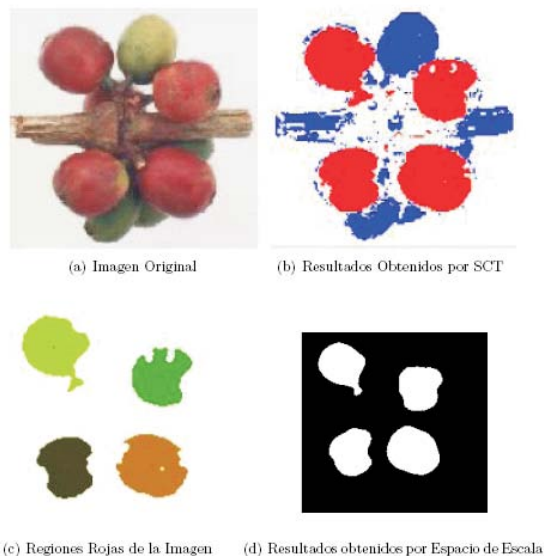 (a) Imagen Original
(b) Resultados Obtenidos por SCT
(c) Regiones Rojas de la Imagen
(d) Resultados obtenidos por Espacio de Escala